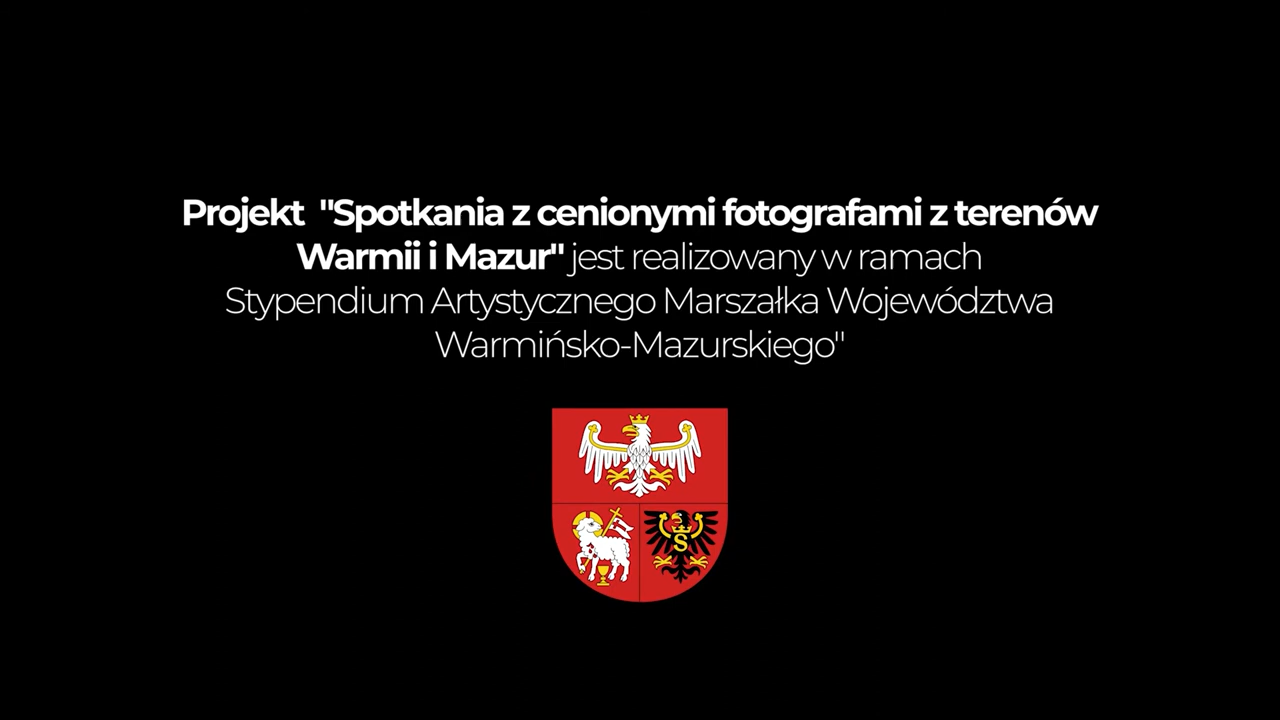 Projekt  "Spotkania z cenionymi fotografami z terenów
Warmii i Mazur" jest realizowany w ramach
Stypendium Artystycznego Marszałka Województwa
Warmińsko-Mazurskiego"
S